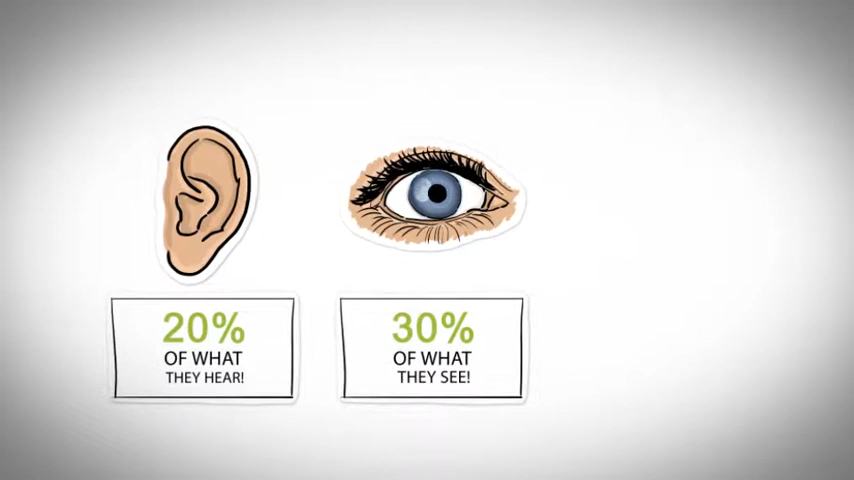 20%
OF WHAT
THEY HEAR!
30%
OF WHAT
THEY SEE!